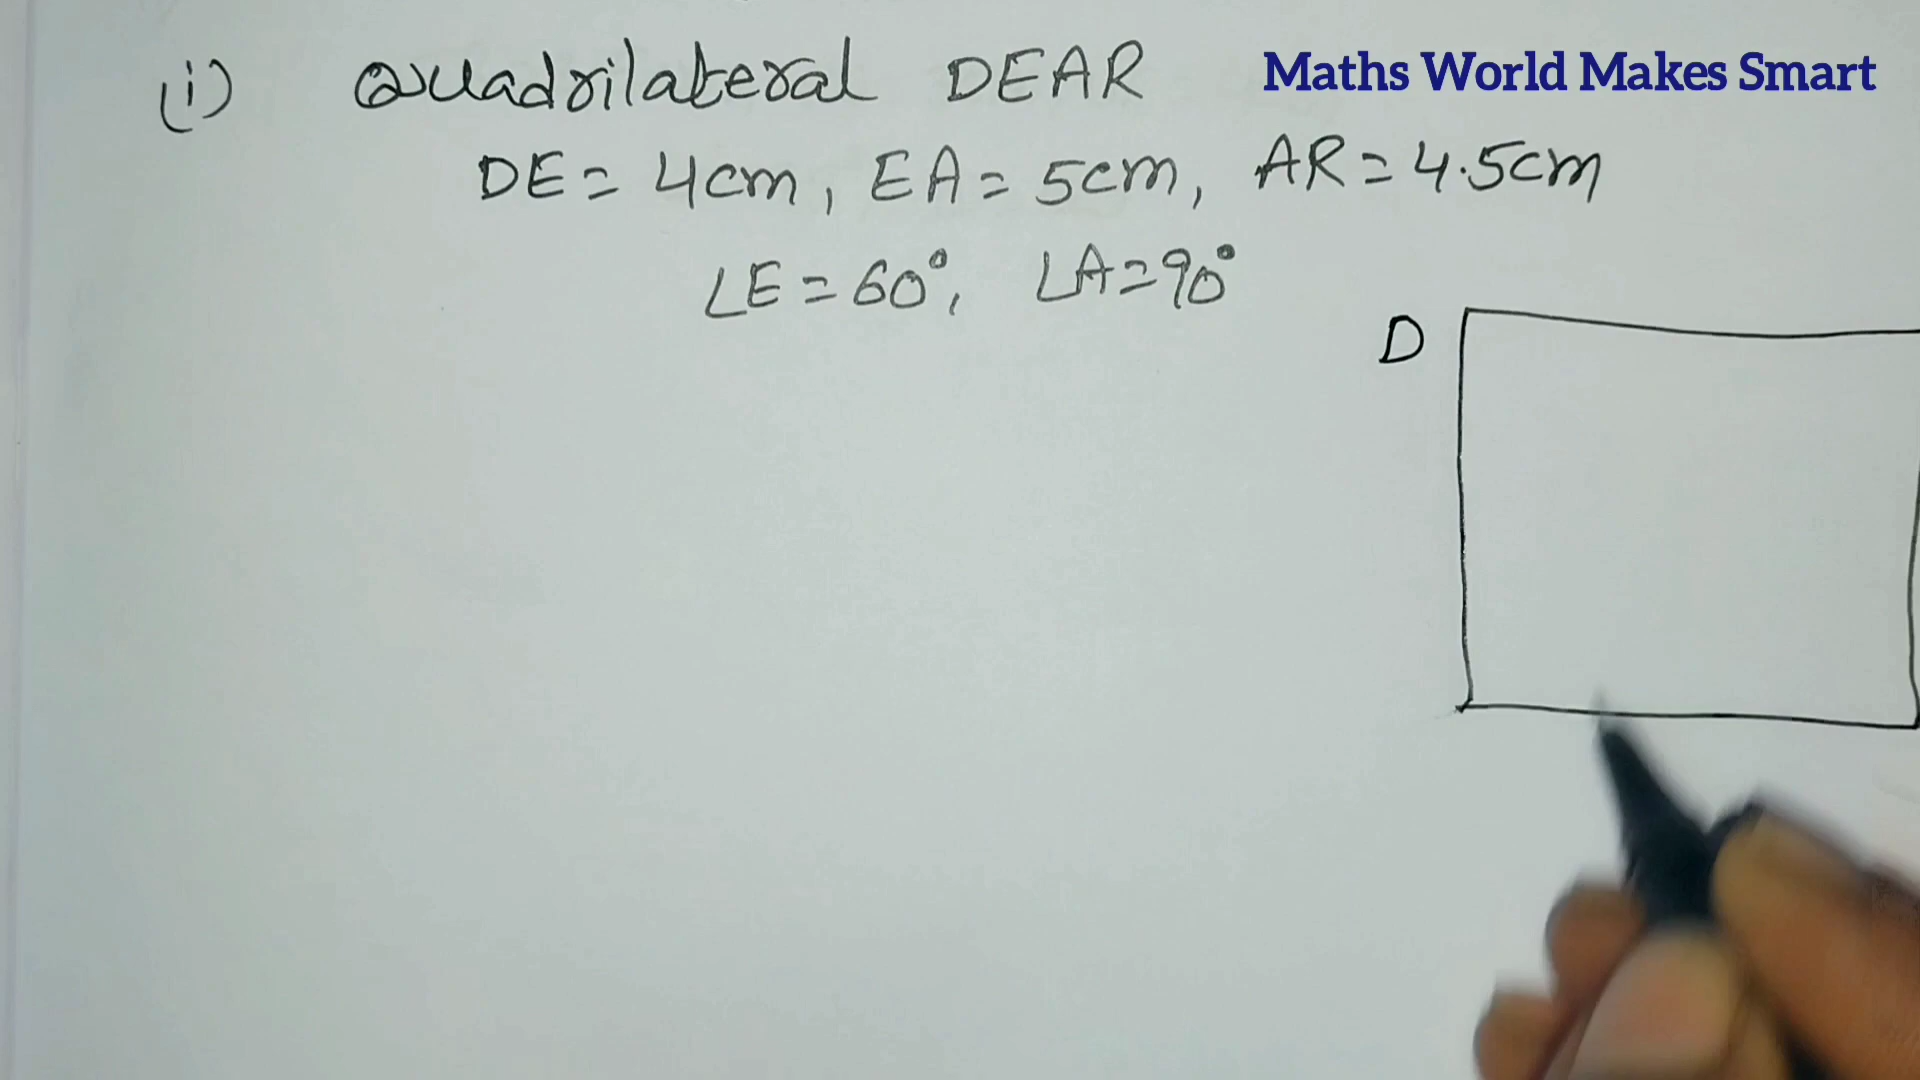 (i) Quadrilateral DEAR
Maths World Makes Smart
DE = 4cm, EA = 5cm, AR = 4.5cm
∠E = 60°, ∠A = 90°
D